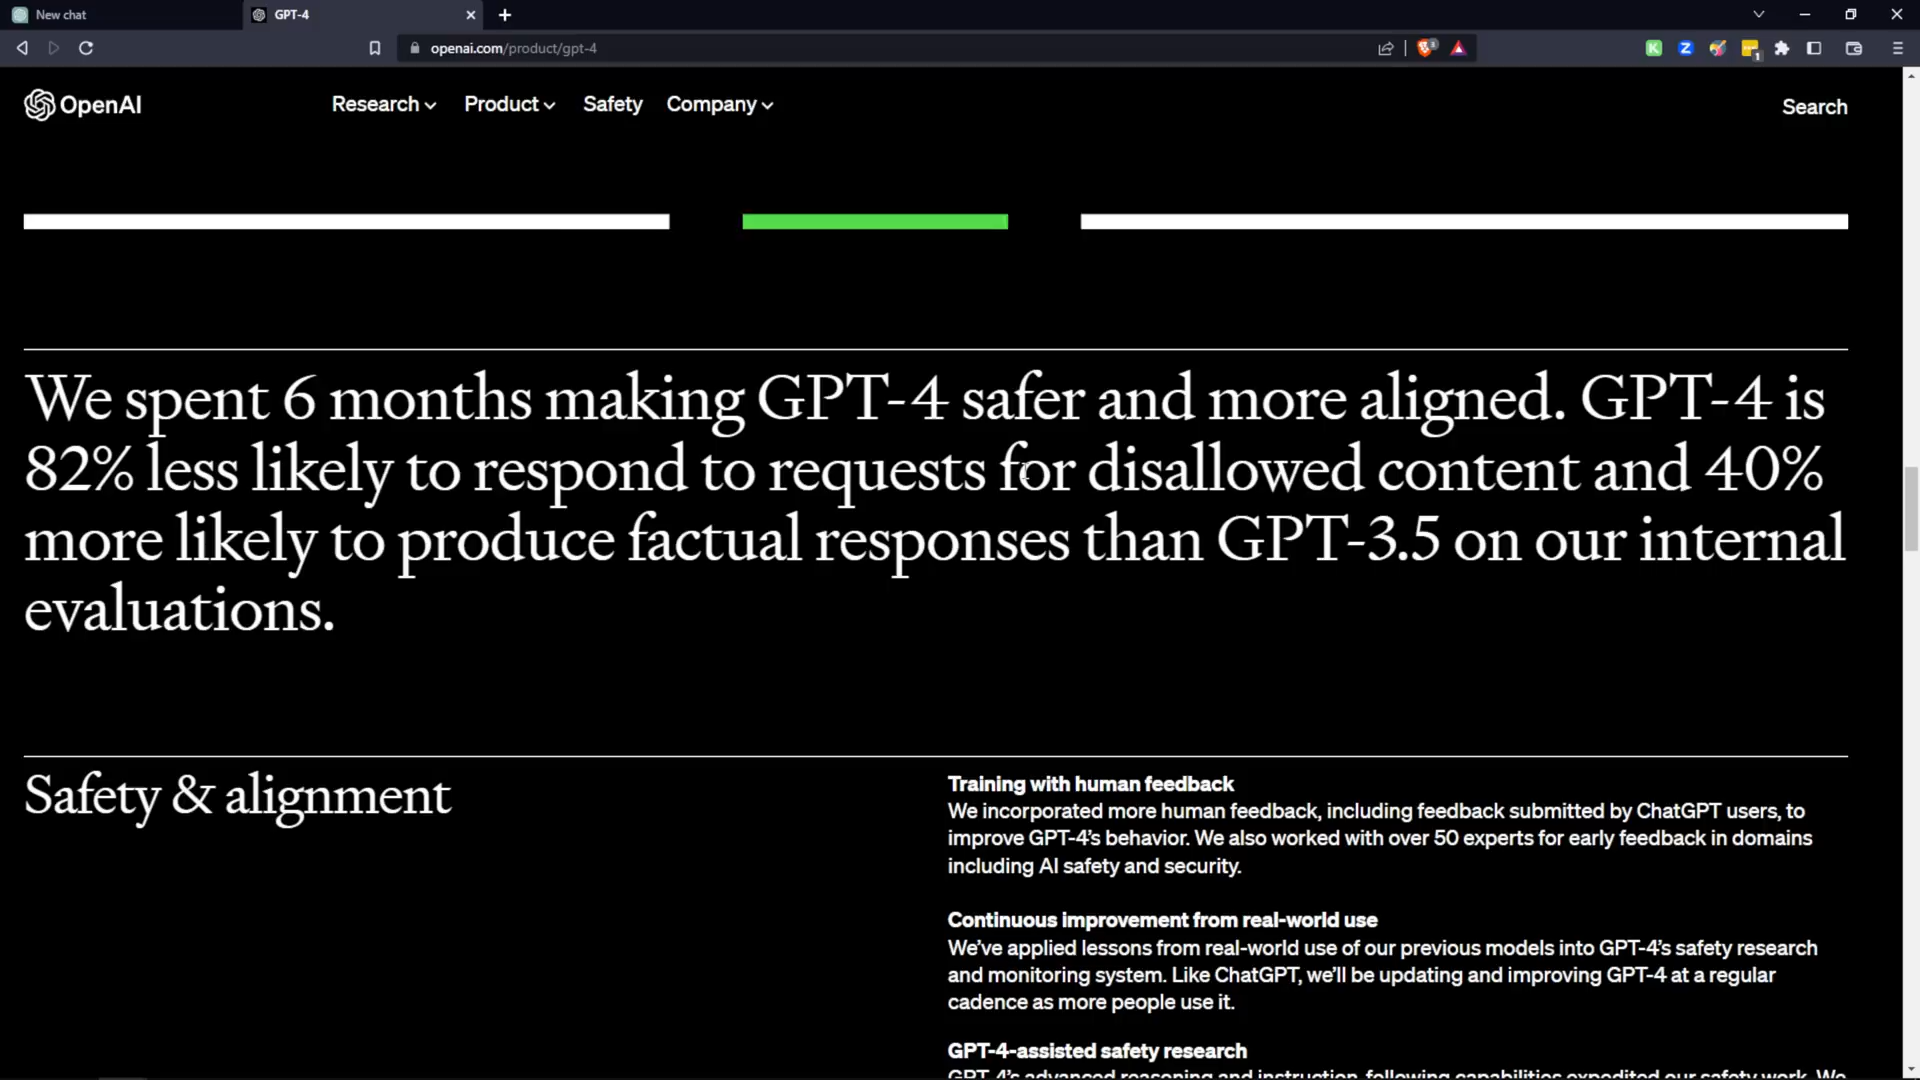 New chat
GPT-4
openai.com/product/gpt-4
1
OpenAI
Research
Product
Safety
Company
Search
We spent 6 months making GPT-4 safer and more aligned. GPT-4 is
82% less likely to respond to requests for disallowed content and 40%
more likely to produce factual responses than GPT-3.5 on our internal
evaluations.
Safety & alignment
Training with human feedback
We incorporated more human feedback, including feedback submitted by ChatGPT users, to
improve GPT-4’s behavior. We also worked with over 50 experts for early feedback in domains
including AI safety and security.
Continuous improvement from real-world use
We’ve applied lessons from real-world use of our previous models into GPT-4’s safety research
and monitoring system. Like ChatGPT, we’ll be updating and improving GPT-4 at a regular
cadence as more people use it.
GPT-4-assisted safety research
GPT-4’s advanced reasoning and instruction-following capabilities expedited our safety work. We